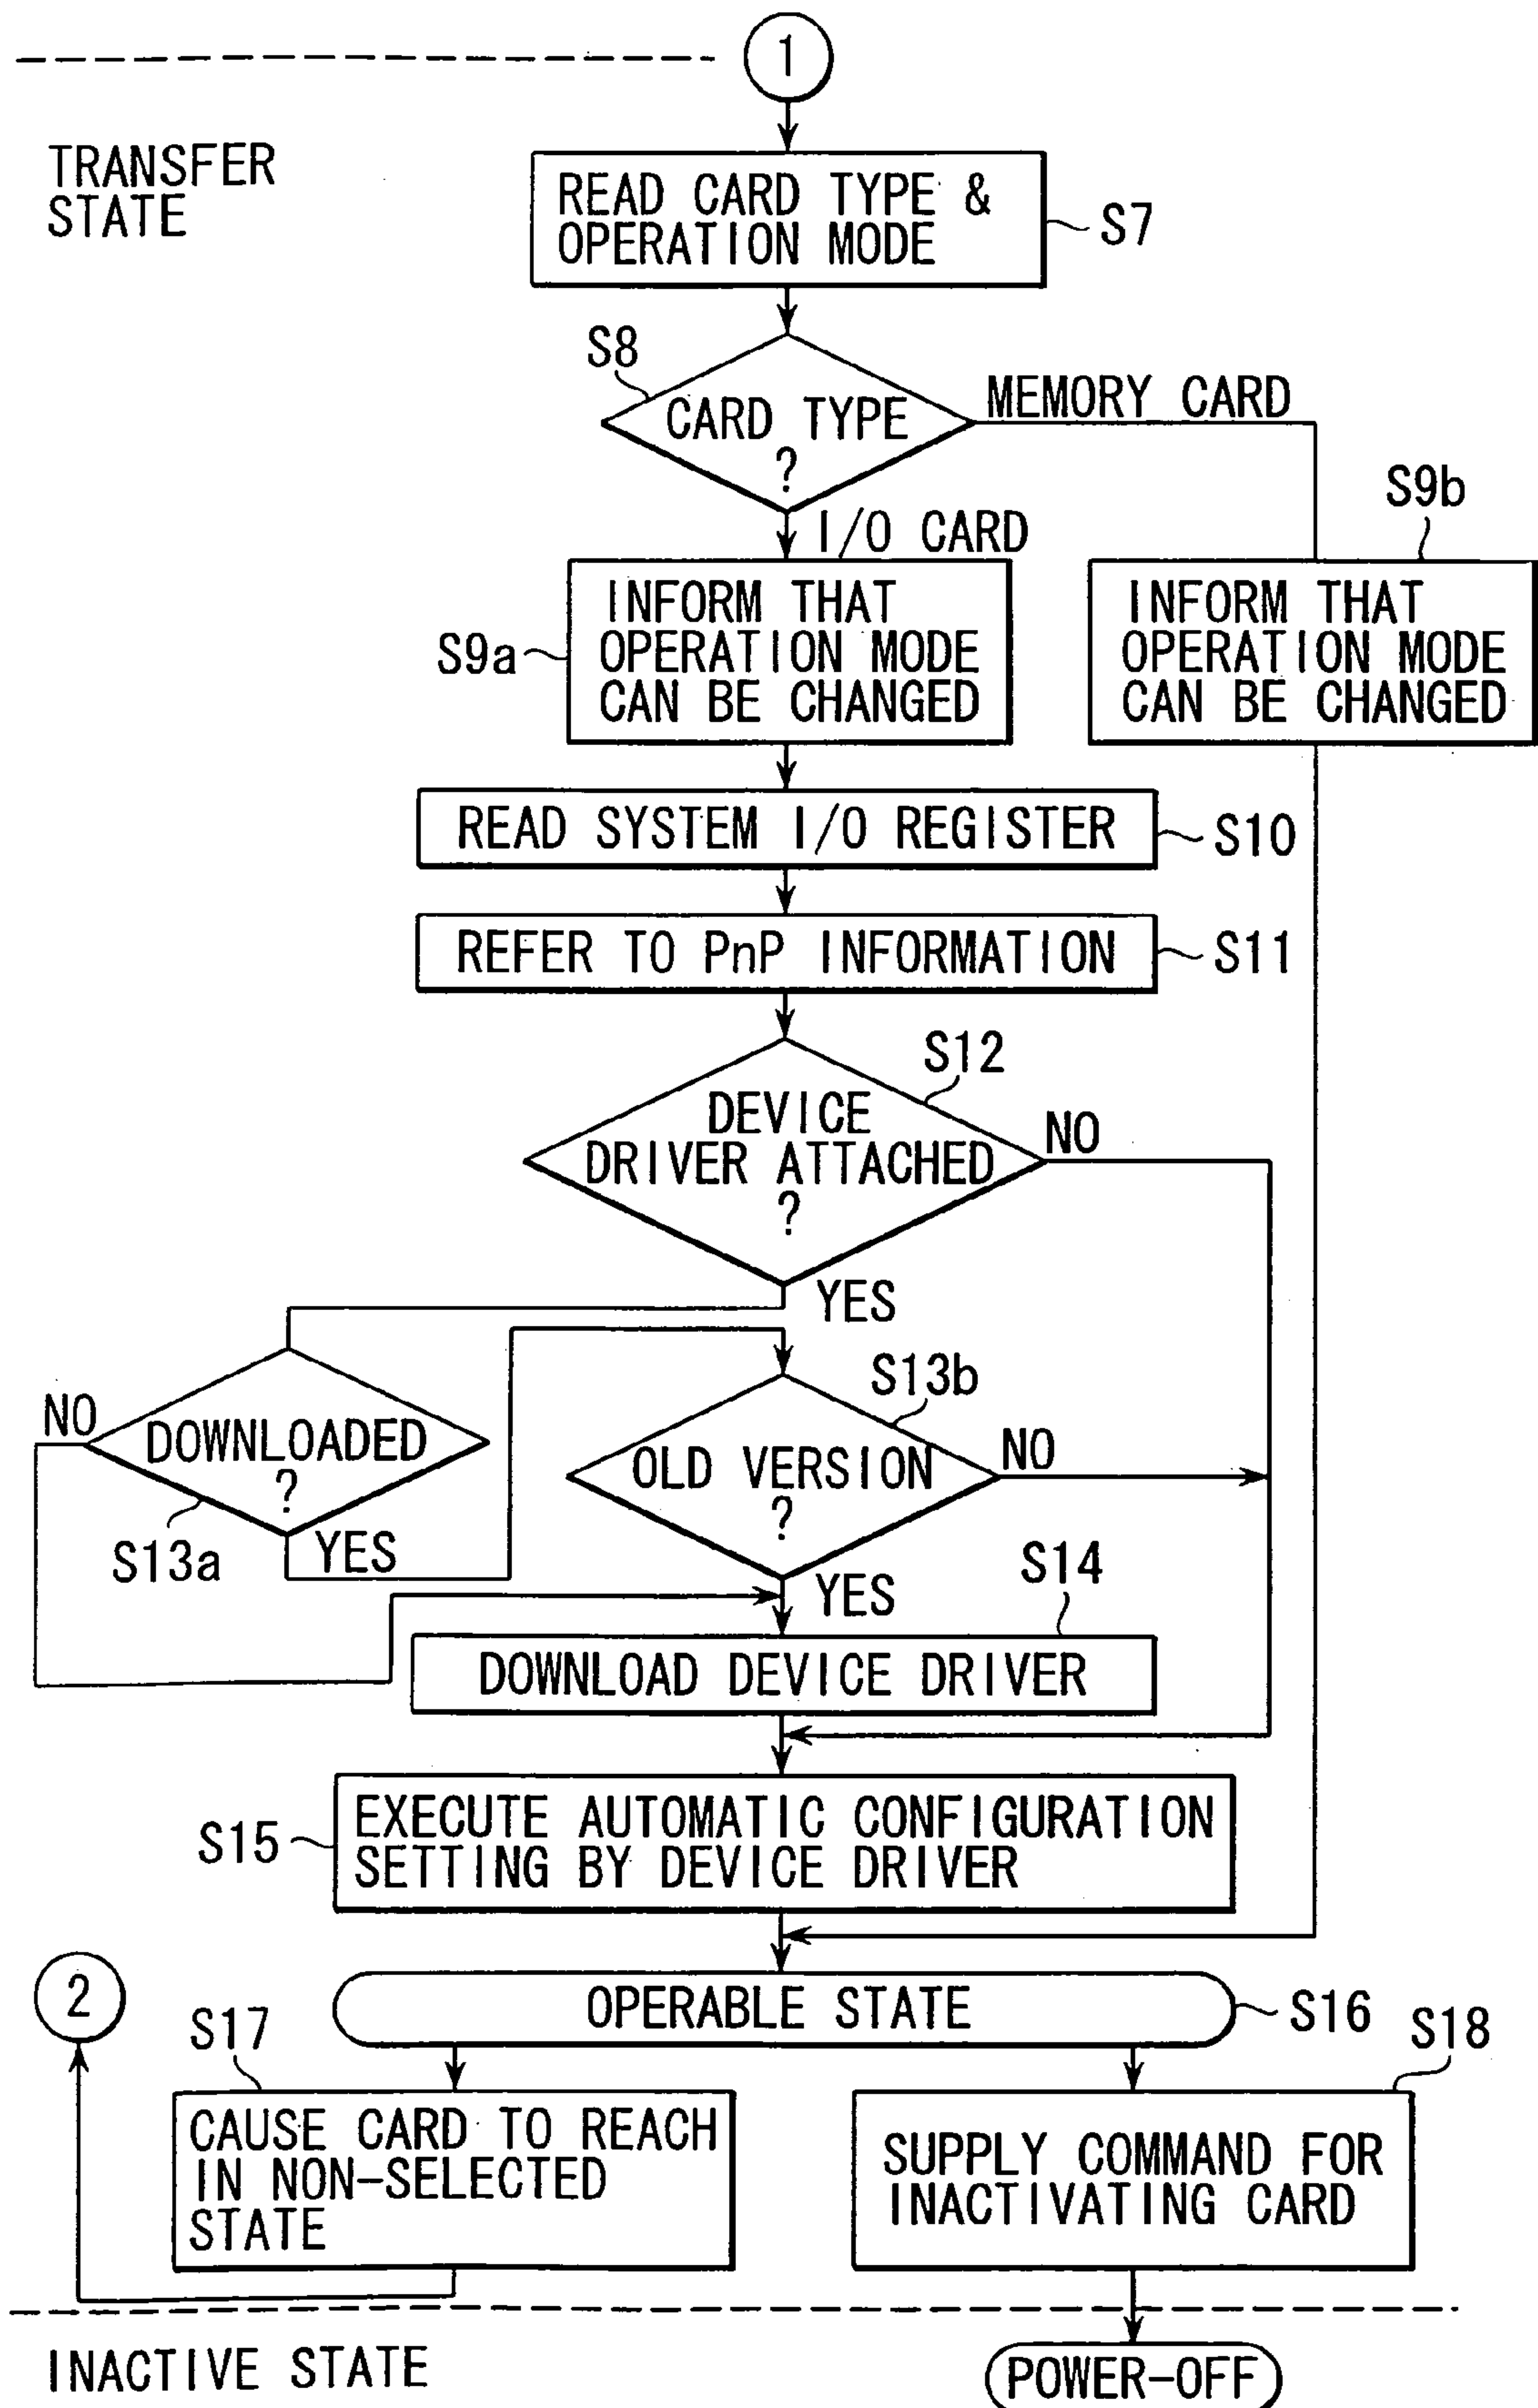 1
TRANSFER
STATE
READ CARD TYPE &
OPERATION MODE
S7
S8
CARD TYPE
?
MEMORY CARD
I/O CARD
S9b
S9a
INFORM THAT
OPERATION MODE
CAN BE CHANGED
INFORM THAT
OPERATION MODE
CAN BE CHANGED
READ SYSTEM I/O REGISTER
S10
REFER TO PnP INFORMATION
S11
S12
DEVICE
DRIVER ATTACHED
?
NO
YES
S13b
NO
DOWNLOADED
?
OLD VERSION
?
NO
S13a
YES
YES
S14
DOWNLOAD DEVICE DRIVER
S15
EXECUTE AUTOMATIC CONFIGURATION
SETTING BY DEVICE DRIVER
2
OPERABLE STATE
S16
S17
S18
CAUSE CARD TO REACH
IN NON-SELECTED
STATE
SUPPLY COMMAND FOR
INACTIVATING CARD
INACTIVE STATE
POWER-OFF